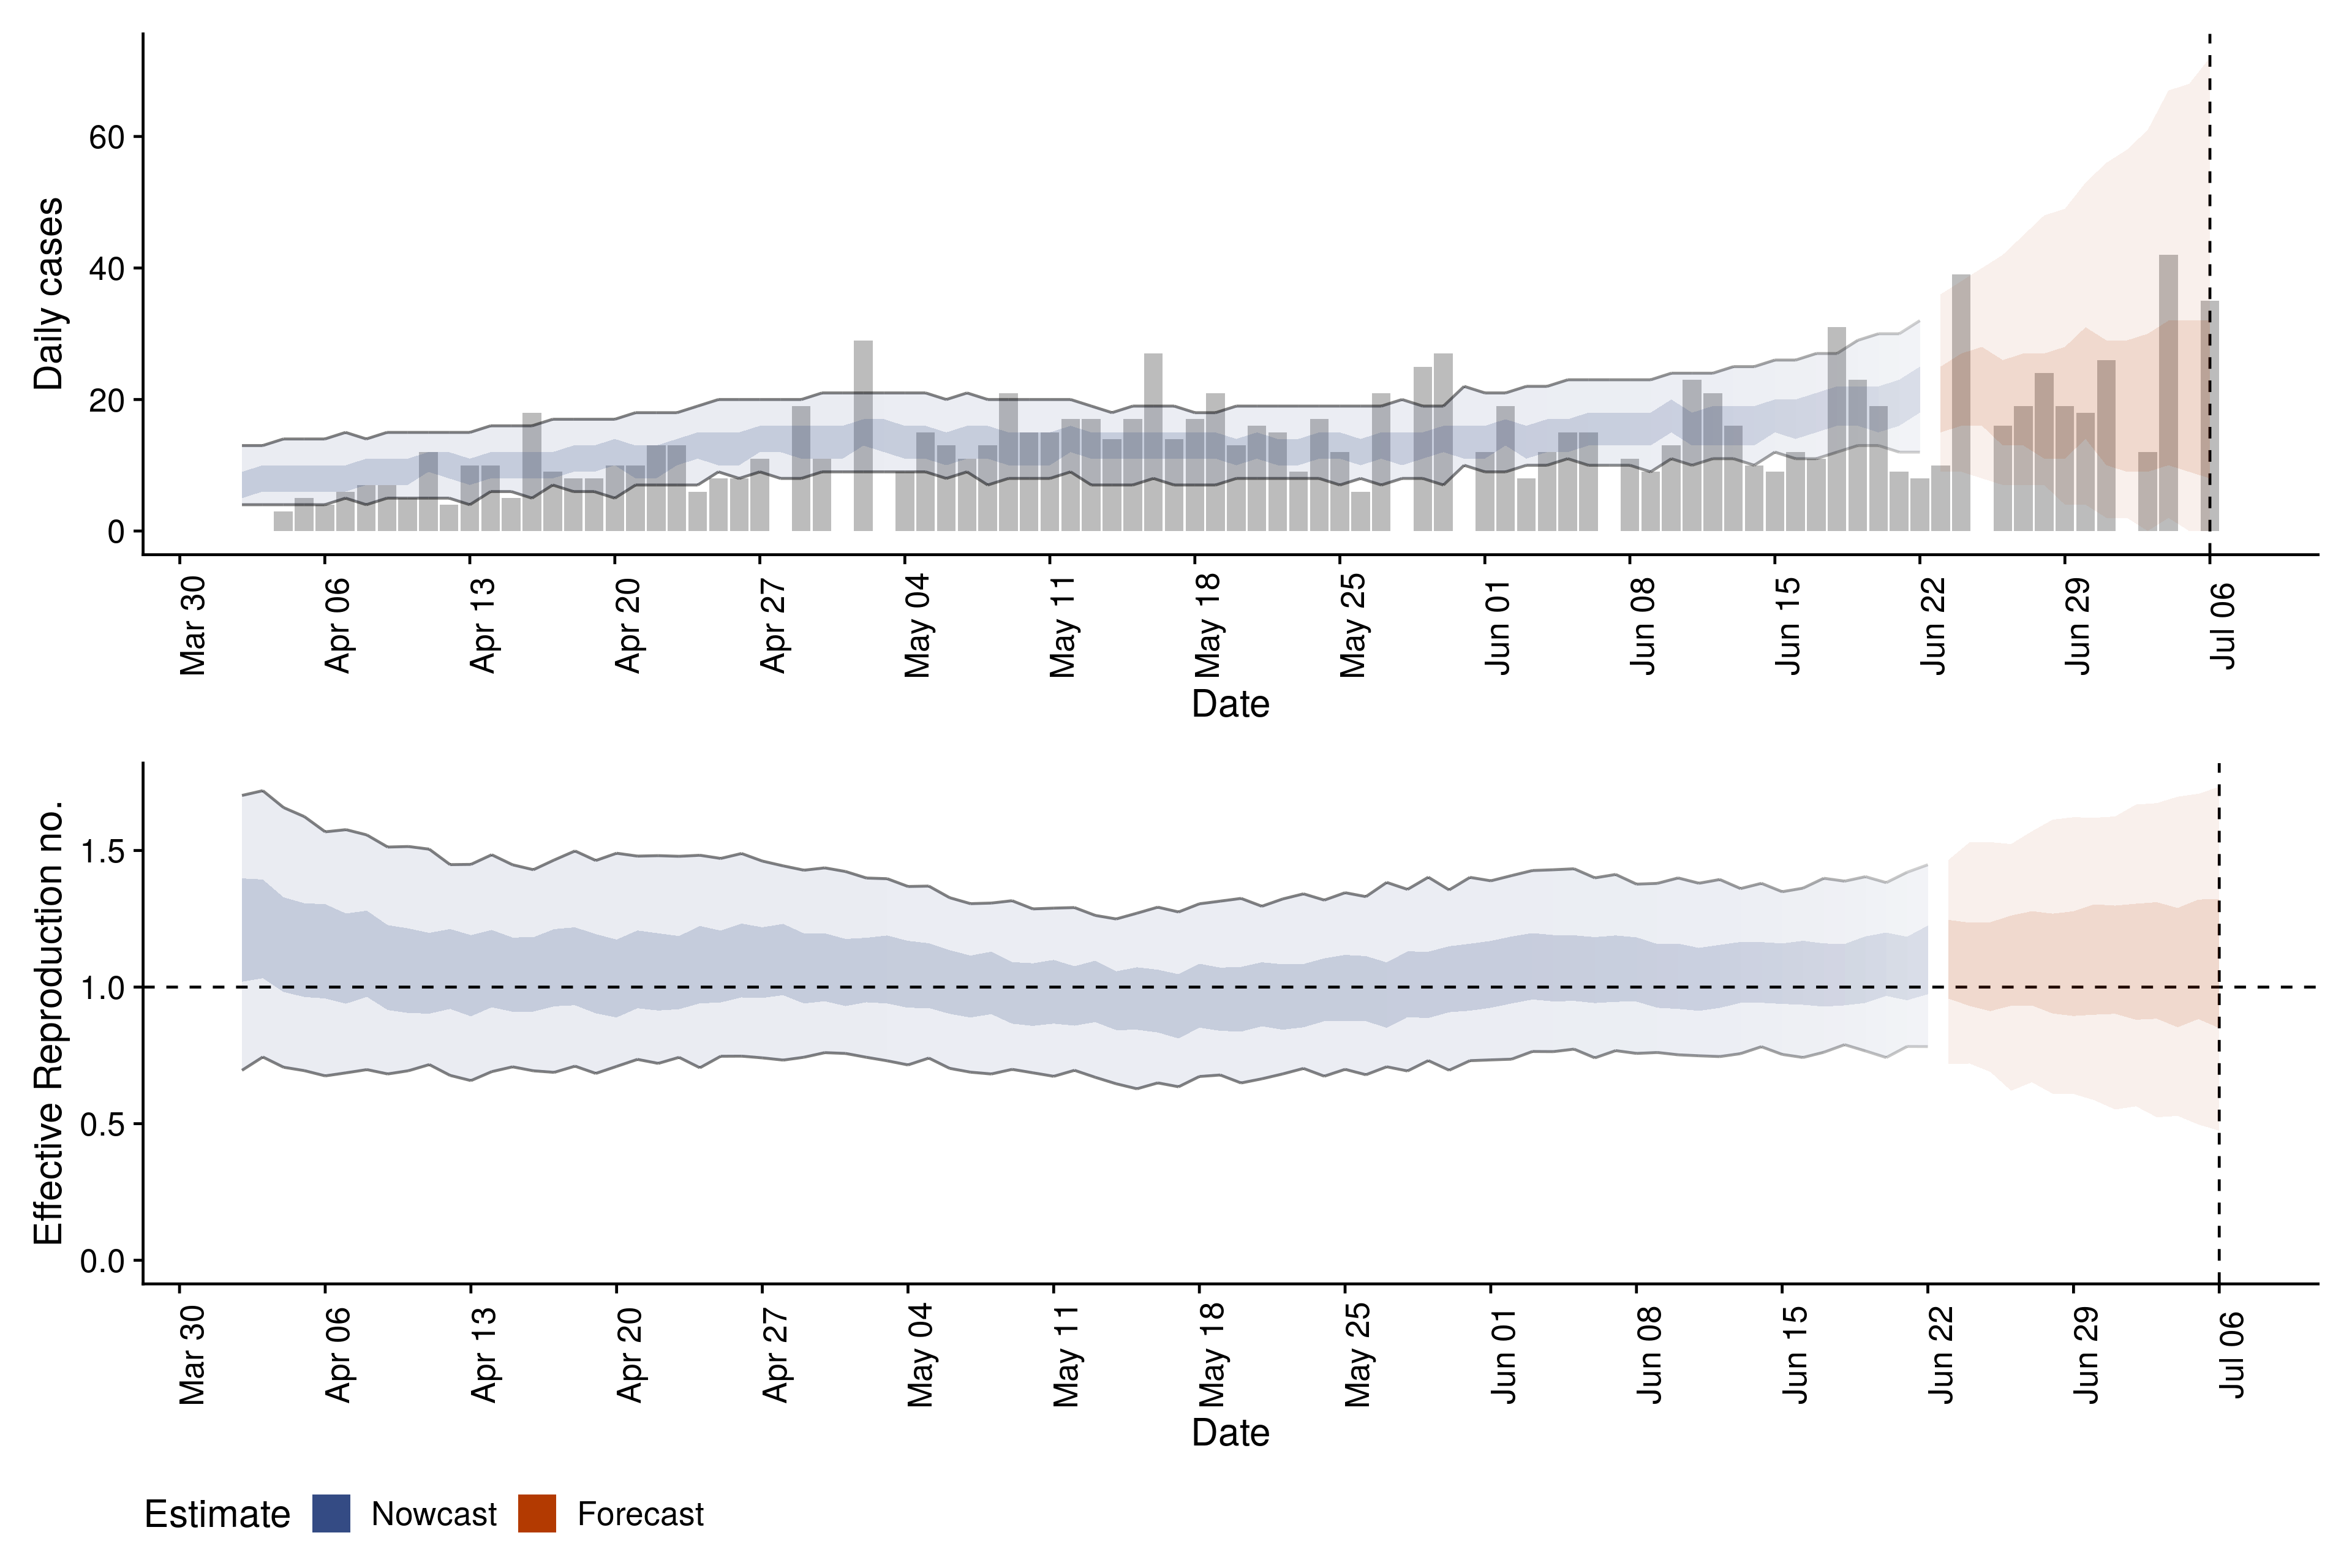 Daily cases
60
40
20
0
Mar 30
Apr 06
Apr 13
Apr 20
Apr 27
May 04
May 11
May 18
May 25
Jun 01
Jun 08
Jun 15
Jun 22
Jun 29
Jul 06
Date
Effective Reproduction no.
1.5
1.0
0.5
0.0
Mar 30
Apr 06
Apr 13
Apr 20
Apr 27
May 04
May 11
May 18
May 25
Jun 01
Jun 08
Jun 15
Jun 22
Jun 29
Jul 06
Date
Estimate Nowcast Forecast